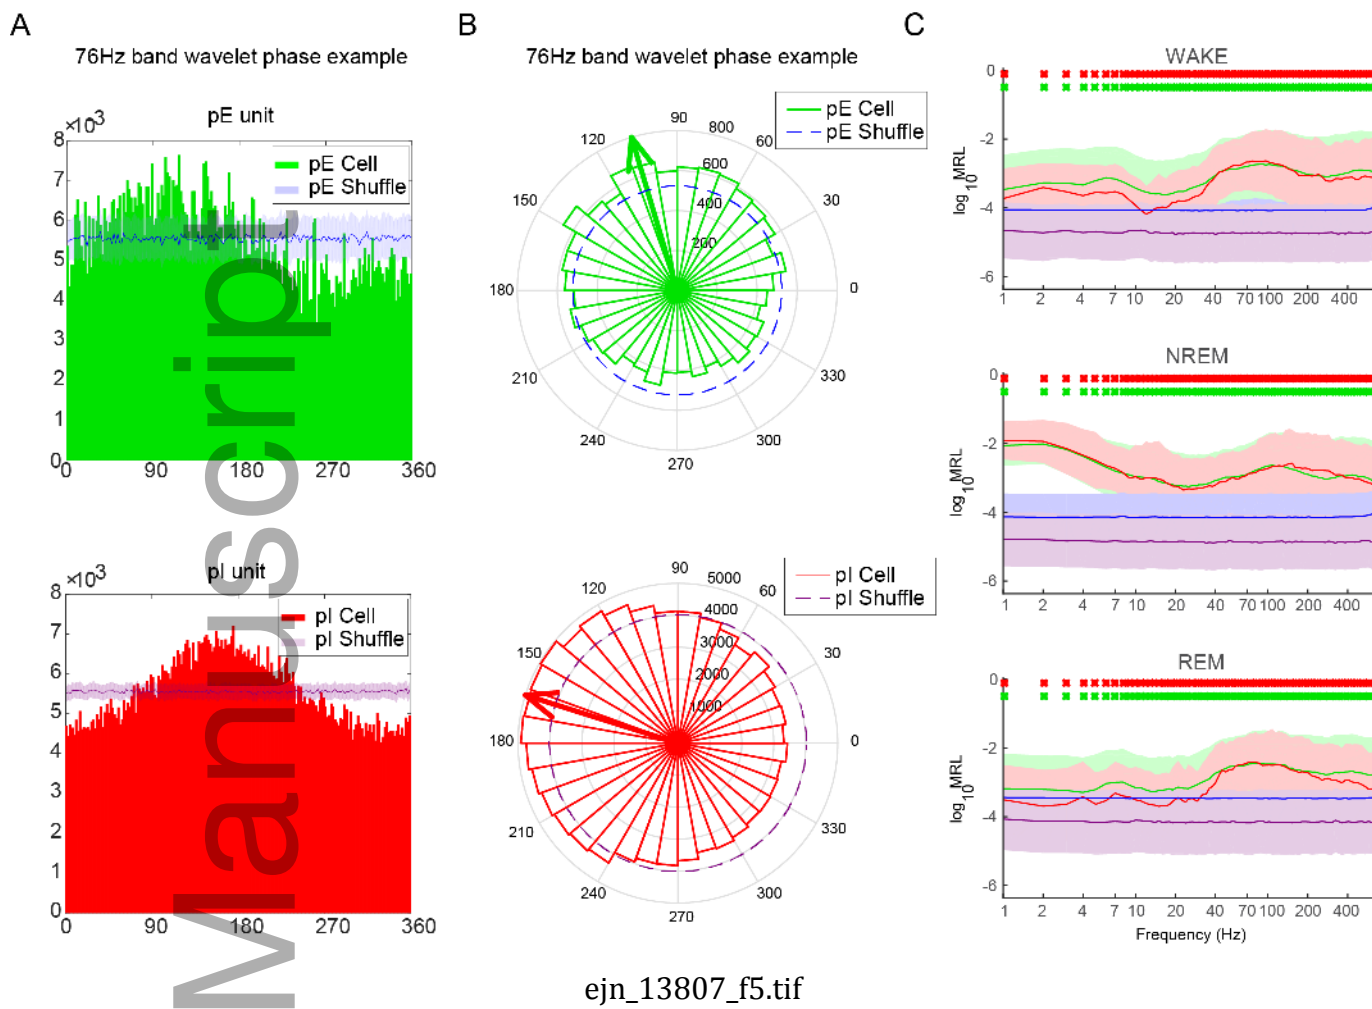 A
B
C
76Hz band wavelet phase example
76Hz band wavelet phase example
pE unit
×10^3
8
7
6
5
4
3
2
1
0
0 90 180 270 360
pE Cell
pE Shuffle
pI unit
×10^3
8
7
6
5
4
3
2
1
0
0 90 180 270 360
pI Cell
pI Shuffle
pE Cell
pE Shuffle
90
120
60
150
30
180
0
210
330
240
300
270
800
600
400
200
pI Cell
pI Shuffle
90
120
60
150
30
180
0
210
330
240
300
270
5000
4000
3000
2000
1000
WAKE
0
-2
-4
-6
log10MRL
1 2 4 7 10 20 40 70 100 200 400
NREM
0
-2
-4
-6
log10MRL
1 2 4 7 10 20 40 70 100 200 400
REM
0
-2
-4
-6
log10MRL
1 2 4 7 10 20 40 70 100 200 400
Frequency (Hz)
Manuscript
ejn_13807_f5.tif